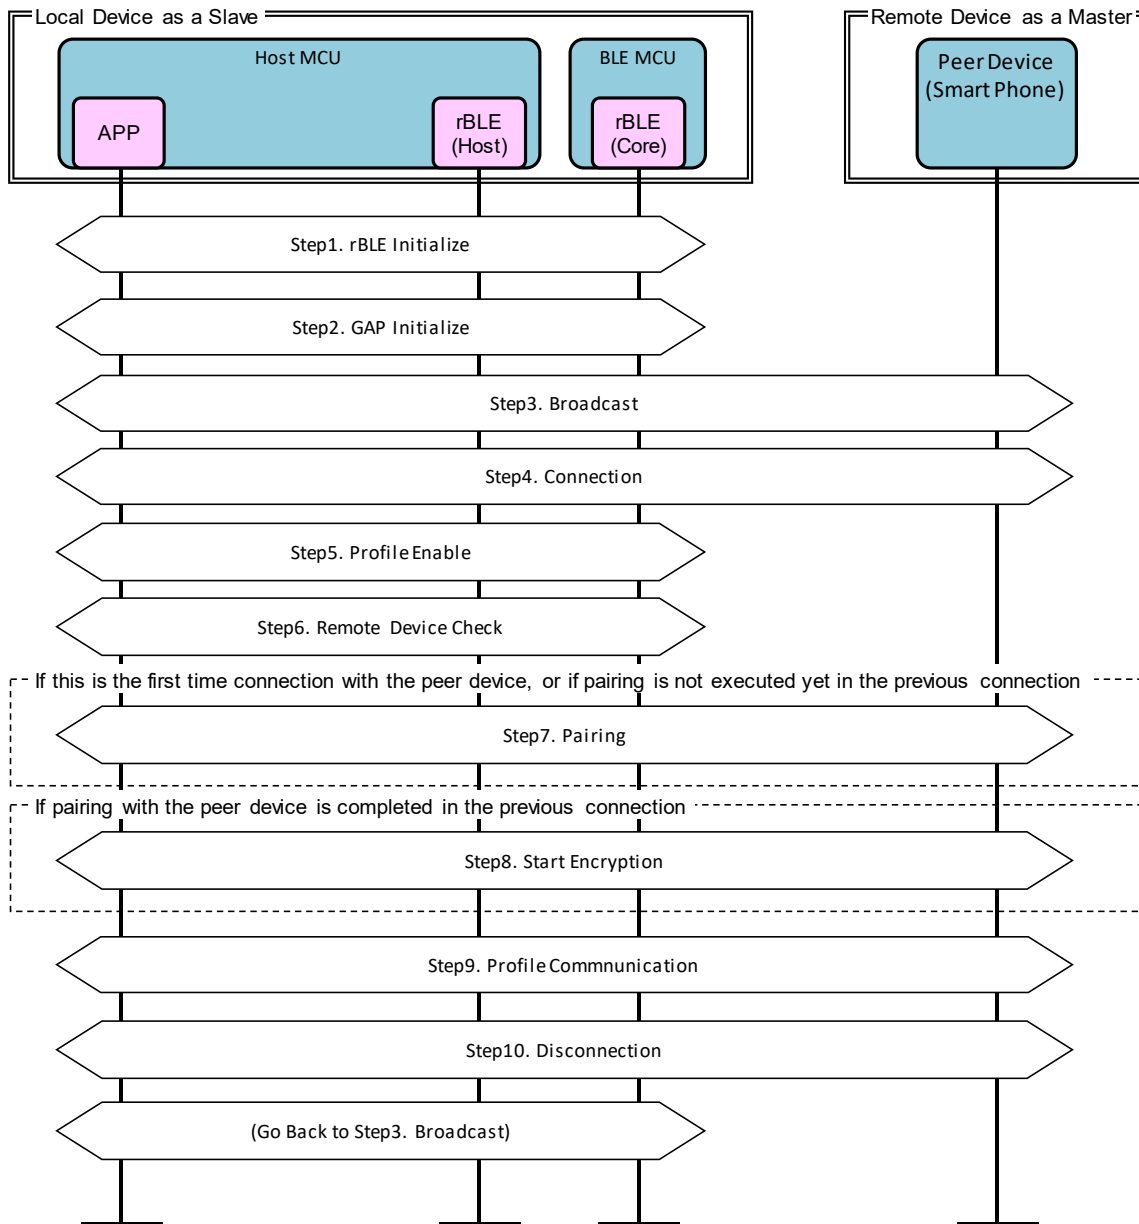 Local Device as a Slave
Remote Device as a Master
Host MCU
BLE MCU
Peer Device
(Smart Phone)
APP
rBLE
(Host)
rBLE
(Core)
Step1. rBLE Initialize
Step2. GAP Initialize
Step3. Broadcast
Step4. Connection
Step5. Profile Enable
Step6. Remote Device Check
If this is the first time connection with the peer device, or if pairing is not executed yet in the previous connection
Step7. Pairing
If pairing with the peer device is completed in the previous connection
Step8. Start Encryption
Step9. Profile Commnunication
Step10. Disconnection
(Go Back to Step3. Broadcast)